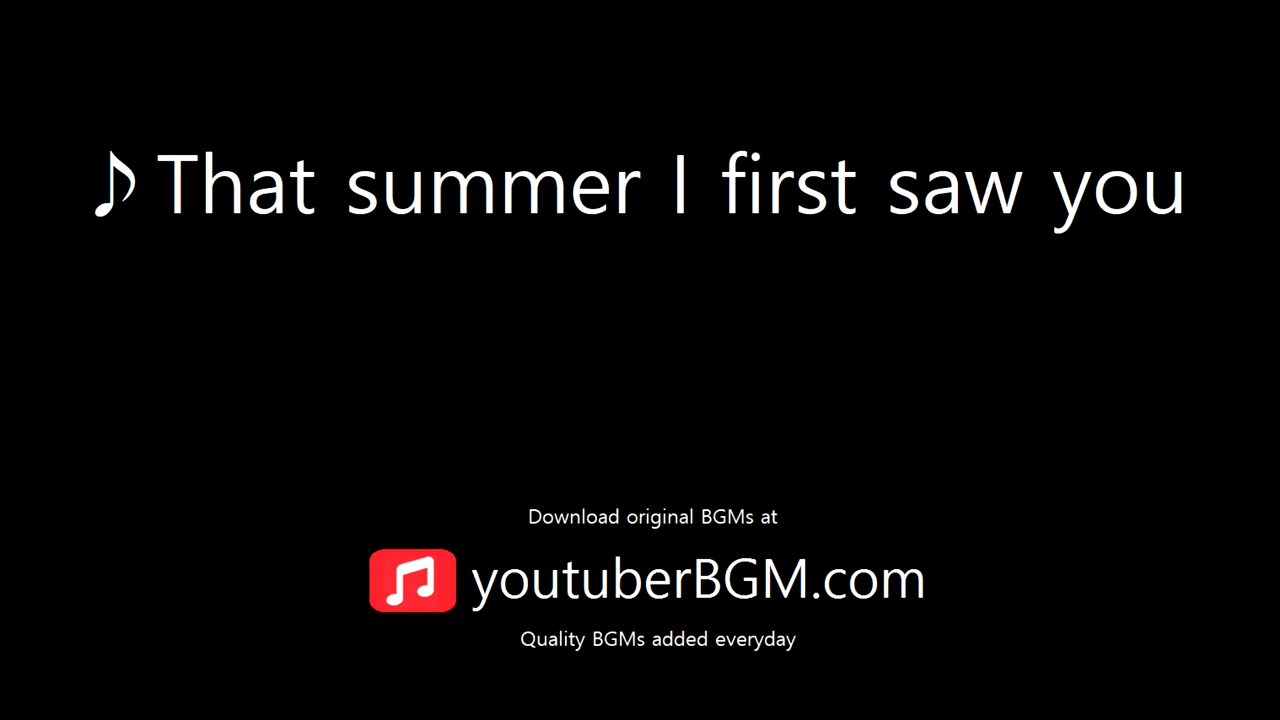 ♪That summer I first saw you
Download original BGMs at
youtuberBGM.com
Quality BGMs added everyday